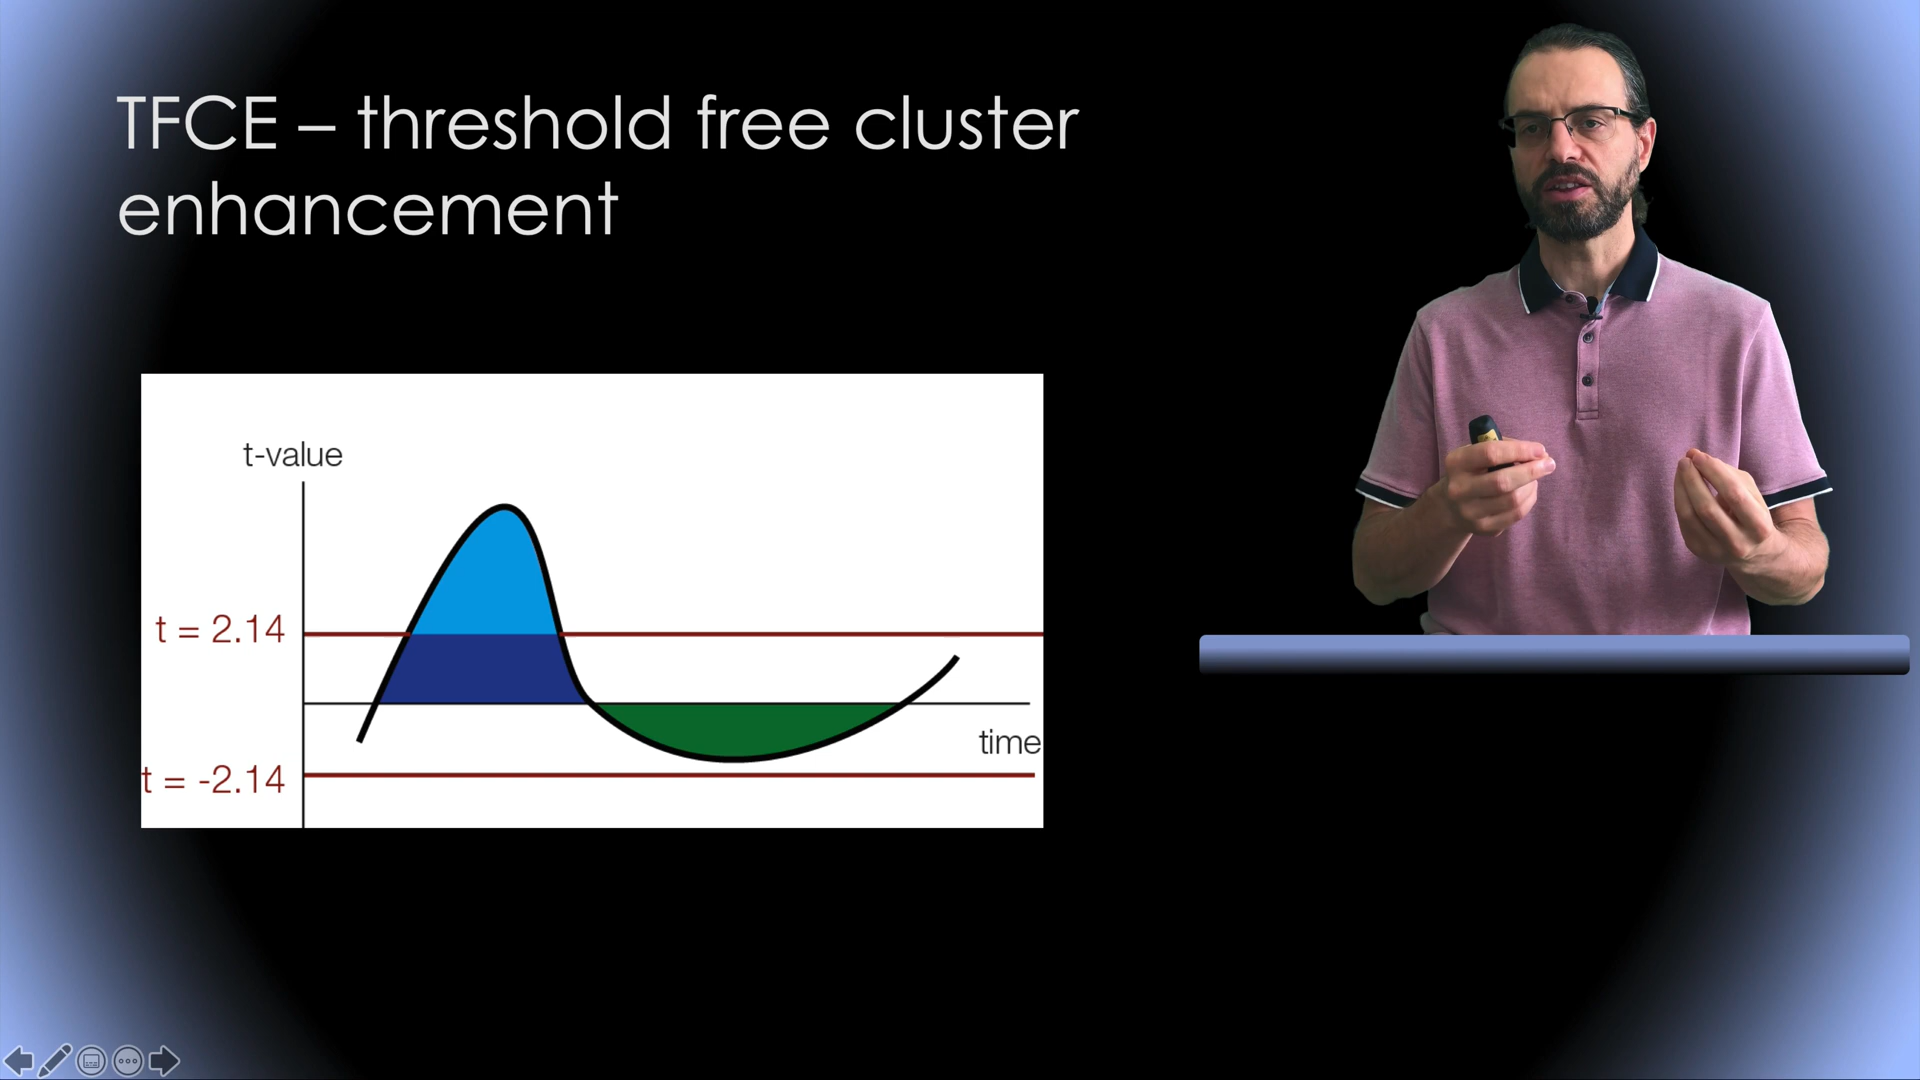 TFCE – threshold free cluster
enhancement
t-value
t = 2.14
time
t = -2.14